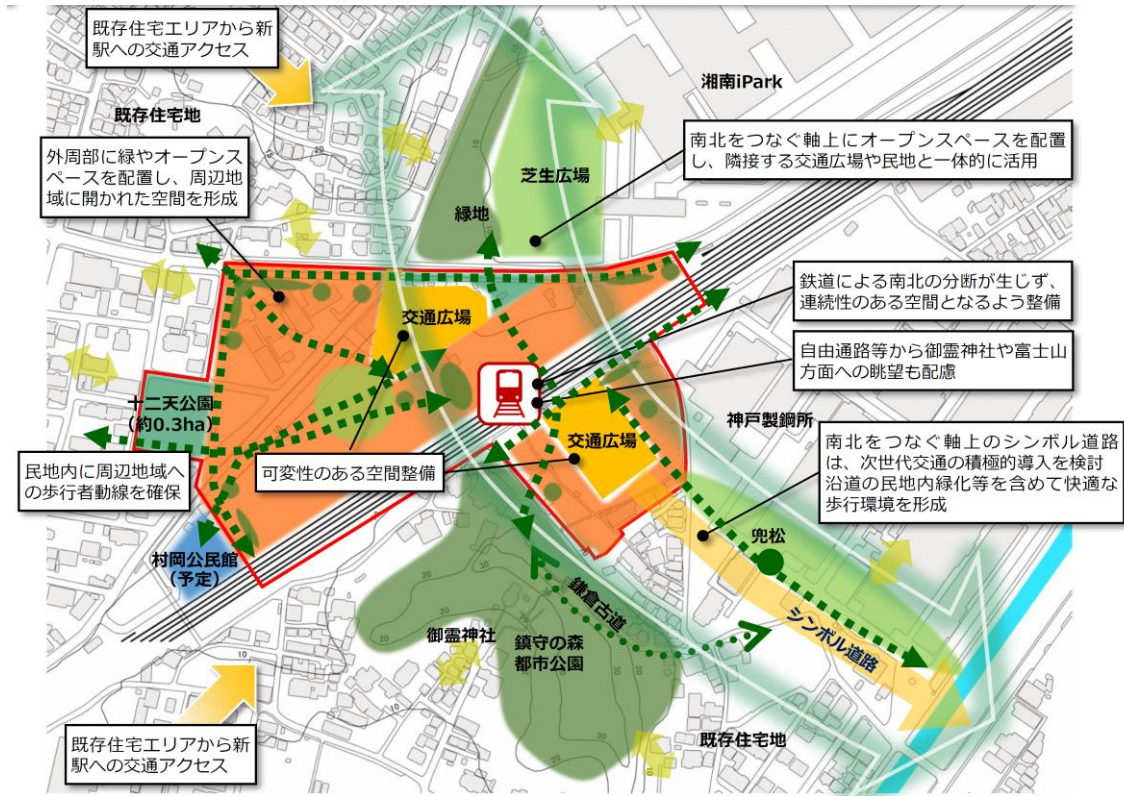 既存住宅エリアから新
駅への交通アクセス
湘南iPark
既存住宅地
南北をつなぐ軸上にオープンスペースを配置
し、隣接する交通広場や民地と一体的に活用
外周部に緑やオープンス
ペースを配置し、周辺地
域に開かれた空間を形成
芝生広場
緑地
鉄道による南北の分断が生じず、
連続性のある空間となるよう整備
交通広場
自由通路等から御霊神社や富士山
方面への眺望も配慮
十二天公園
(約0.3ha)
神戸製鋼所
交通広場
南北をつなぐ軸上のシンボル道路
は、次世代交通の積極的導入を検討
沿道の民地内緑化等を含めて快適な
歩行環境を形成
民地内に周辺地域へ
の歩行者動線を確保
可変性のある空間整備
兜松
村岡公民館
(予定)
鎌倉古道
シンボル道路
御霊神社
鎮守の森
都市公園
既存住宅地
既存住宅エリアから新
駅への交通アクセス